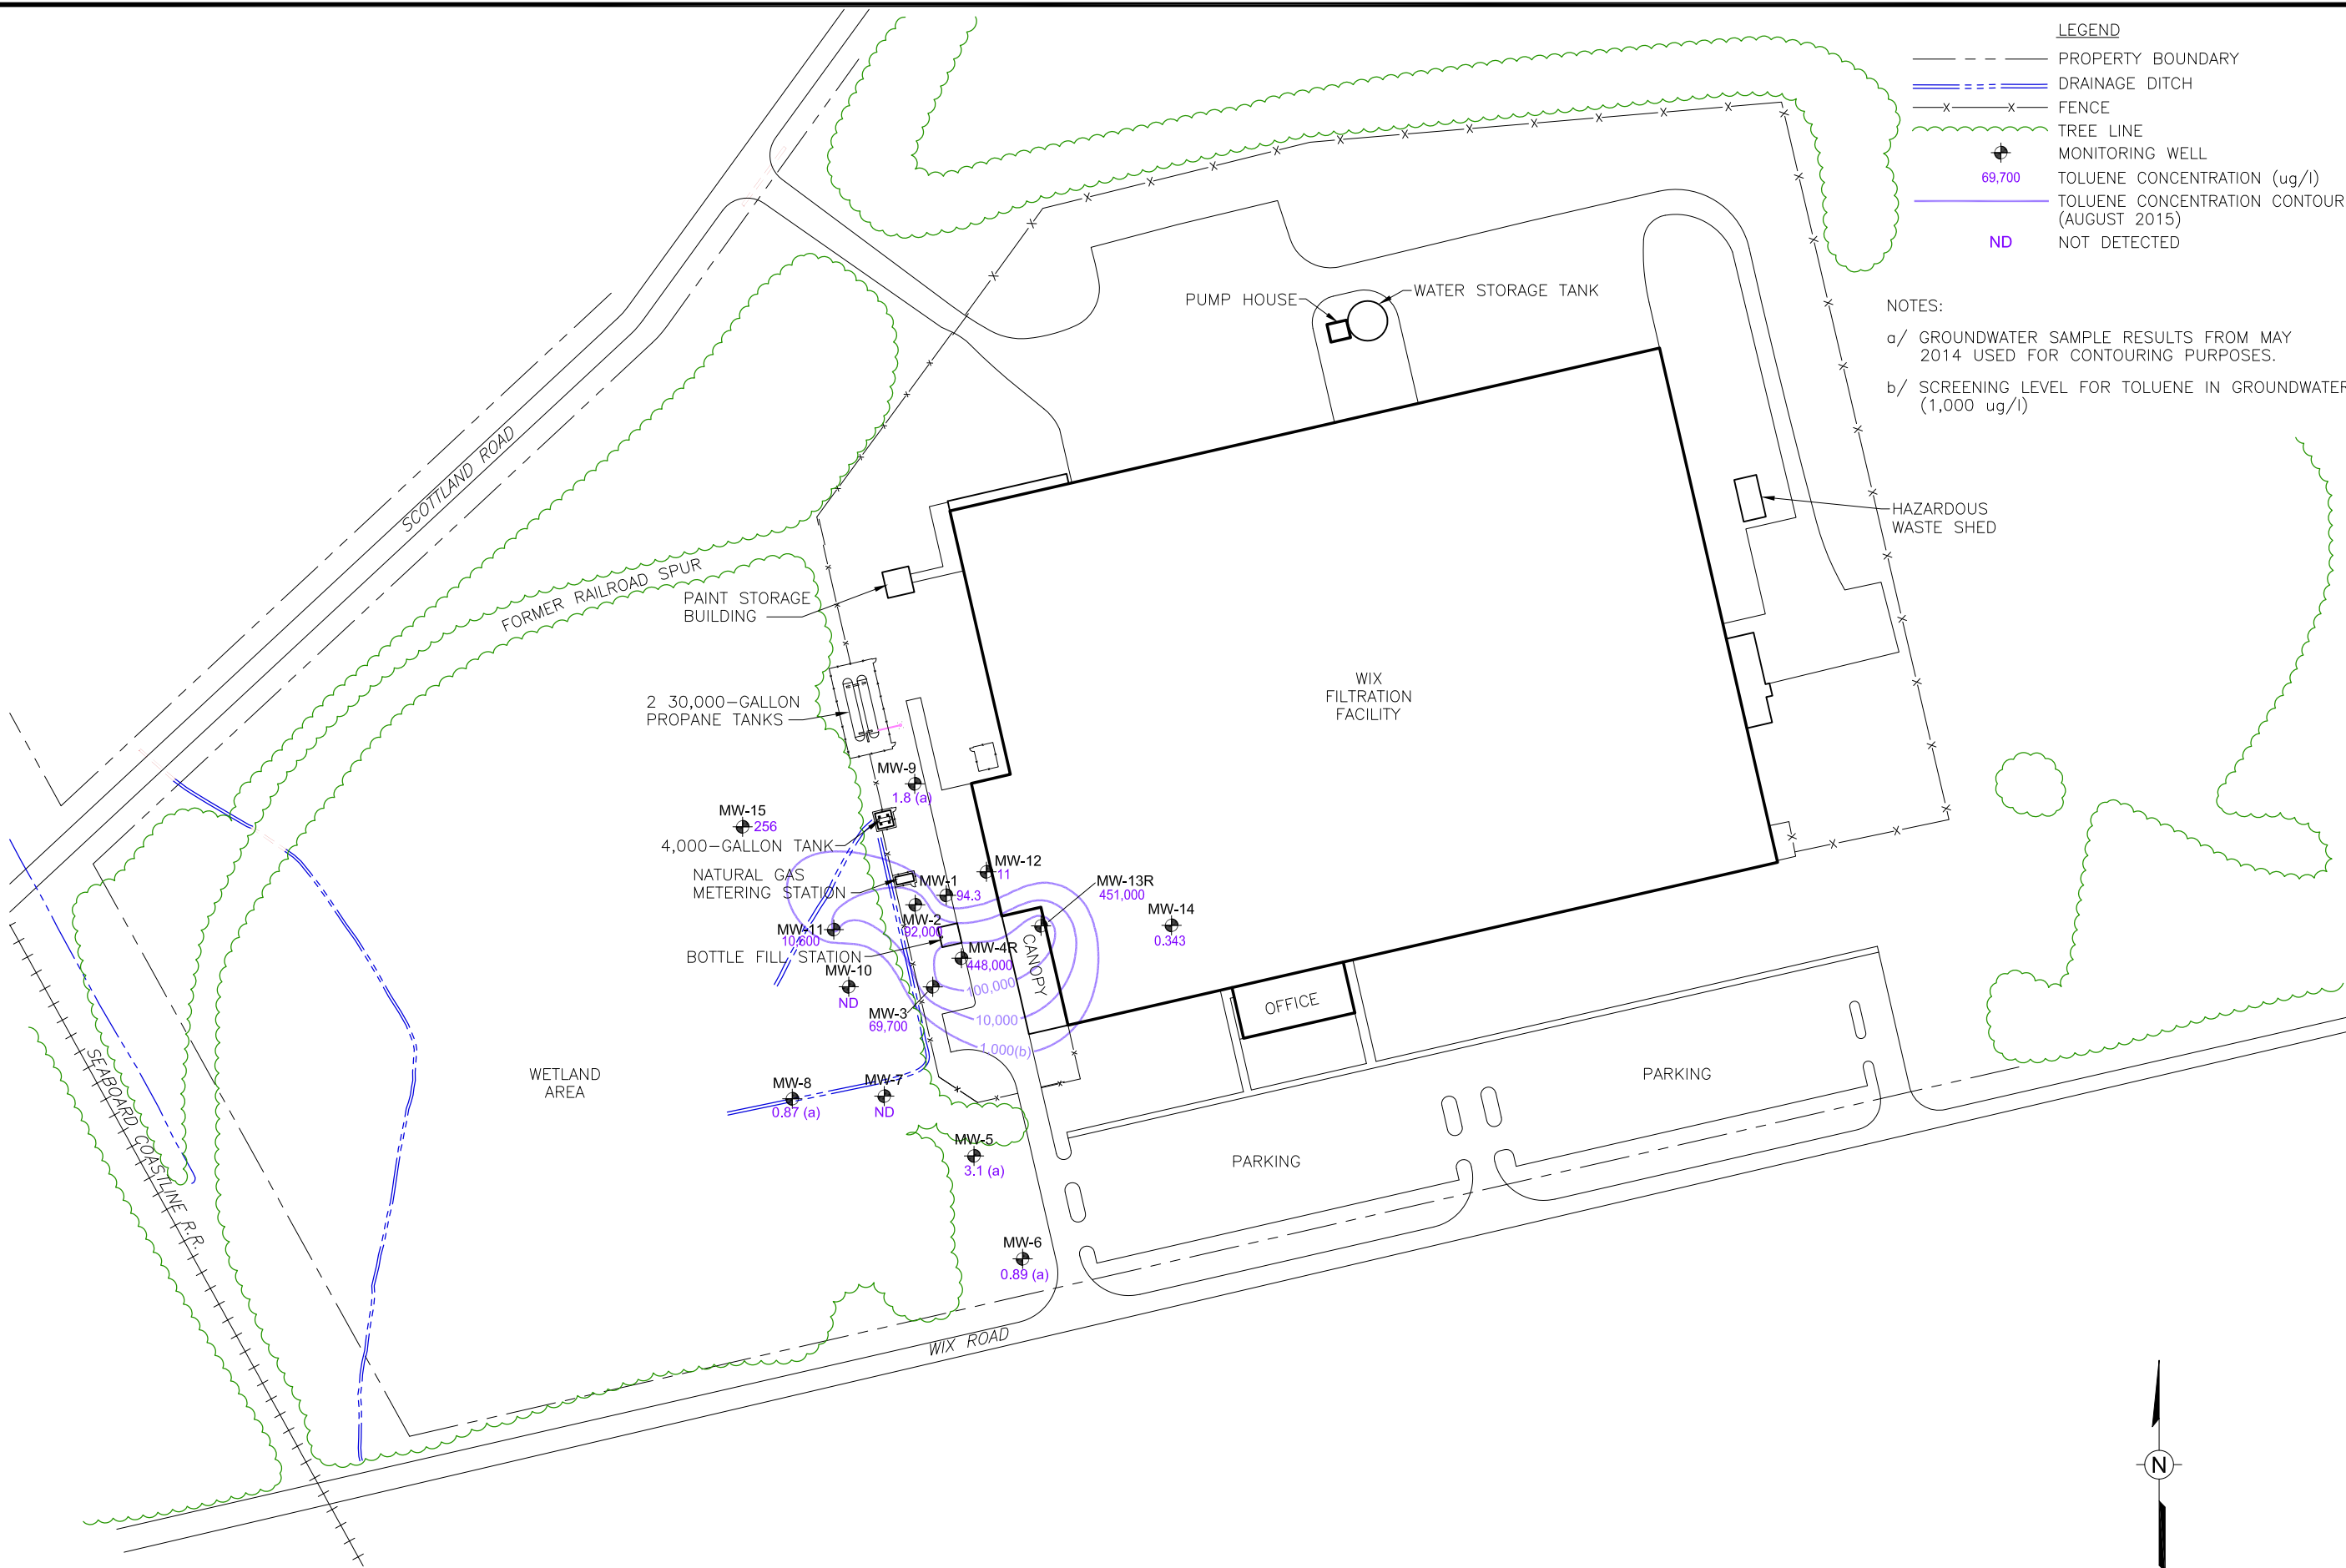 LEGEND
PROPERTY BOUNDARY
DRAINAGE DITCH
FENCE
TREE LINE
MONITORING WELL
69,700 TOLUENE CONCENTRATION (ug/l)
TOLUENE CONCENTRATION CONTOUR
(AUGUST 2015)
ND NOT DETECTED
NOTES:
a/ GROUNDWATER SAMPLE RESULTS FROM MAY
2014 USED FOR CONTOURING PURPOSES.
b/ SCREENING LEVEL FOR TOLUENE IN GROUNDWATER
(1,000 ug/l)
PUMP HOUSE
WATER STORAGE TANK
SCOTTLAND ROAD
HAZARDOUS
WASTE SHED
FORMER RAILROAD SPUR
PAINT STORAGE
BUILDING
2 30,000-GALLON
PROPANE TANKS
WIX
FILTRATION
FACILITY
MW-9
1.8 (a)
MW-15
256
4,000-GALLON TANK
NATURAL GAS
METERING STATION
MW-12
11
MW-1
94.3
MW-13R
451,000
MW-14
0.343
MW-2
92,000
MW-11
10,600
BOTTLE FILL STATION
MW-4R
448,000
CANOPY
MW-10
ND
100,000
MW-3
69,700
10,000
1,000(b)
OFFICE
WETLAND
AREA
MW-8
0.87 (a)
MW-7
ND
PARKING
MW-5
3.1 (a)
PARKING
SEABOARD COASTLINE R.R.
MW-6
0.89 (a)
WIX ROAD
N